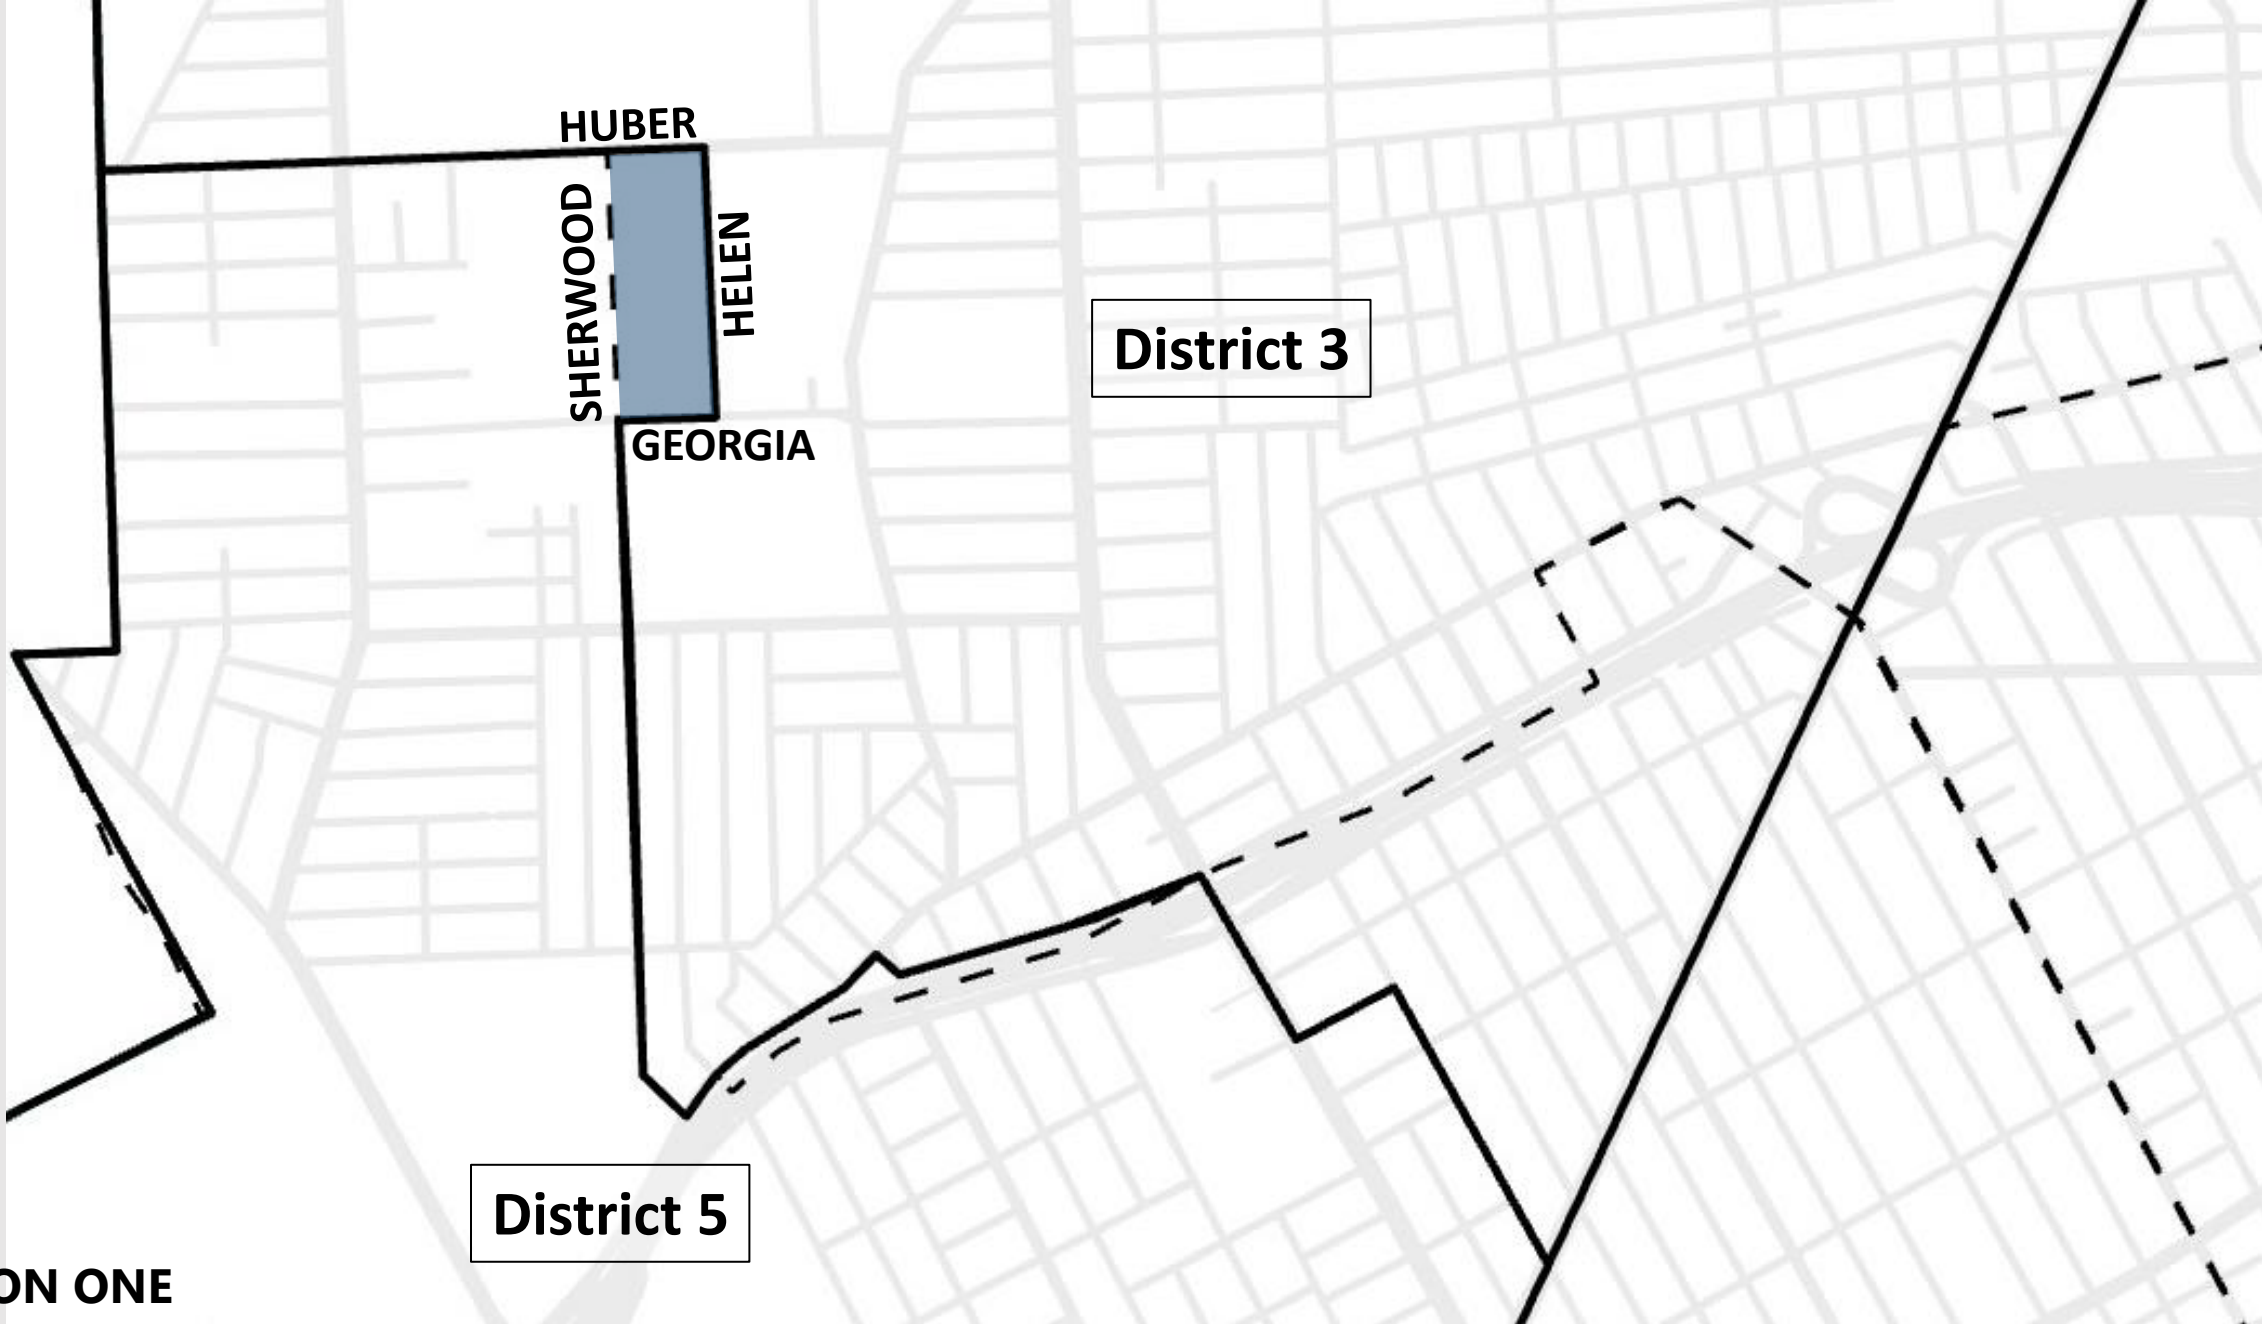 HUBER
SHERWOOD
HELEN
District 3
GEORGIA
District 5
ON ONE